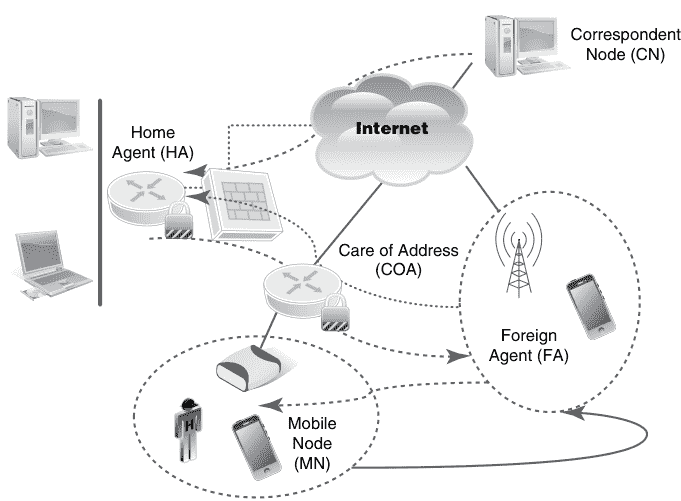 Correspondent
Node (CN)
Internet
Home
Agent (HA)
Care of Address
(COA)
Foreign
Agent (FA)
H
Mobile
Node
(MN)